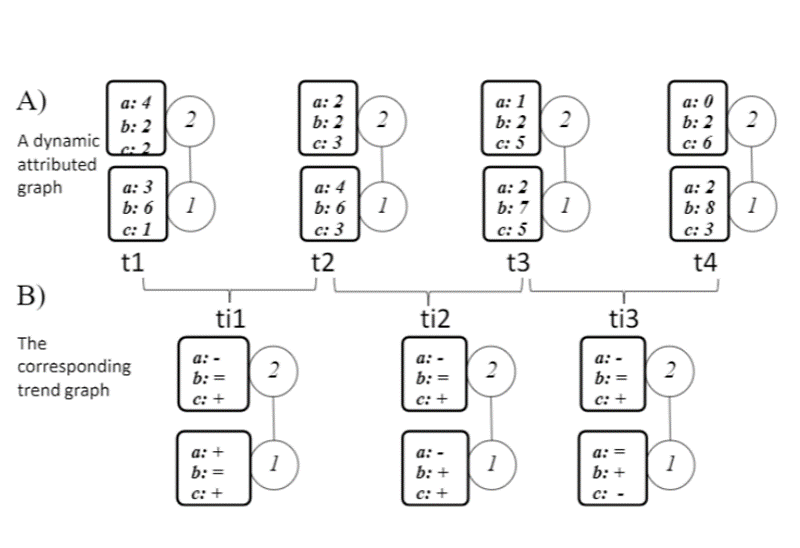 A)
A dynamic
attributed
graph
a: 4
b: 2
c: 2
2
a: 3
b: 6
c: 1
1
t1
a: 2
b: 2
c: 3
2
a: 4
b: 6
c: 3
1
t2
a: 1
b: 2
c: 5
2
a: 2
b: 7
c: 5
1
t3
a: 0
b: 2
c: 6
2
a: 2
b: 8
c: 3
1
t4
B)
The
corresponding
trend graph
ti1
a: -
b: =
c: +
2
a: +
b: =
c: +
1
ti2
a: -
b: =
c: +
2
a: -
b: +
c: +
1
ti3
a: -
b: =
c: +
2
a: =
b: +
c: -
1